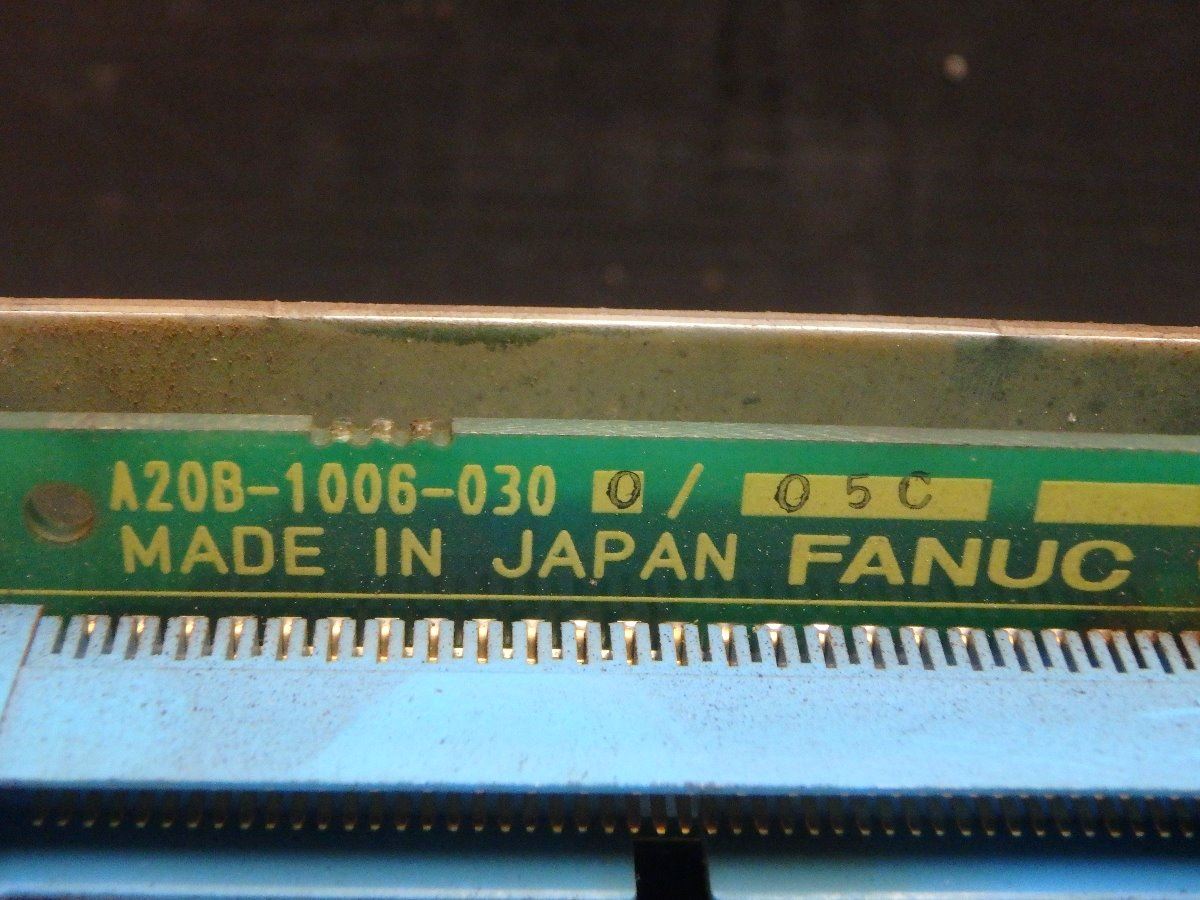 A20B-1006-030 0 / 05C
MADE IN JAPAN FANUC